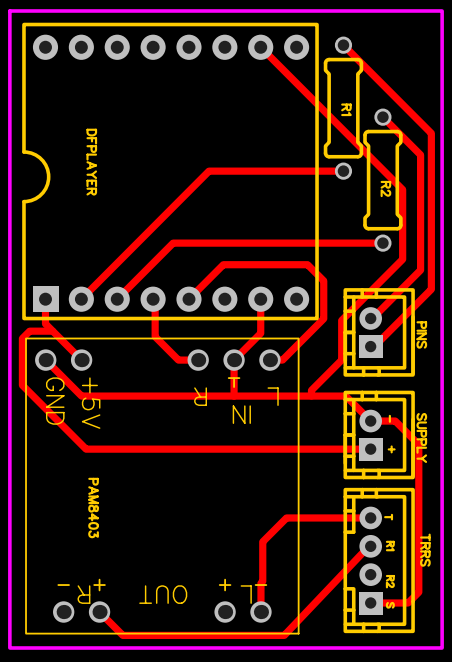 DFPLAYER
R1
R2
PINS
GND
+5V
R
- IN
L
SUPPLY
-
+
PAM8403
TRRS
T
R1
R2
S
- R +
OUT
+ L -